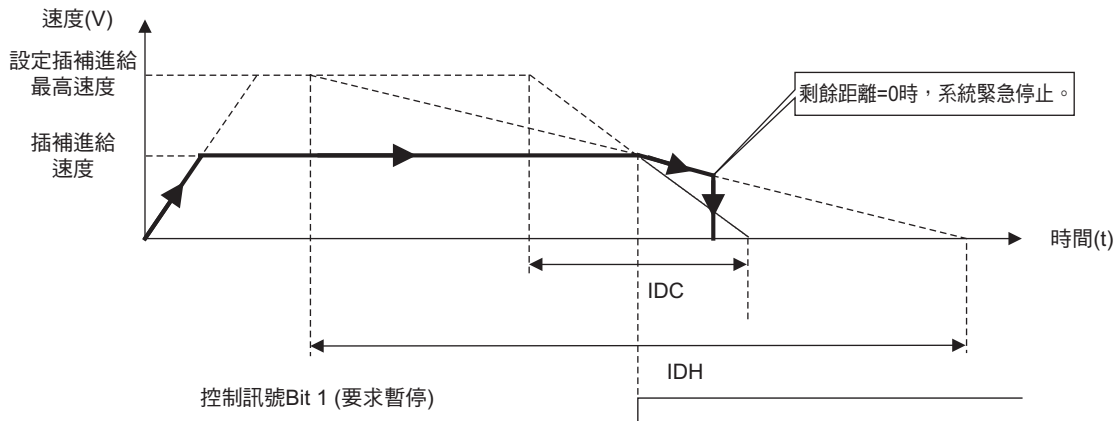 速度(V)
設定插補進給
最高速度
剩餘距離=0時，系統緊急停止。
插補進給
速度
時間(t)
IDC
IDH
控制訊號Bit 1 (要求暫停)